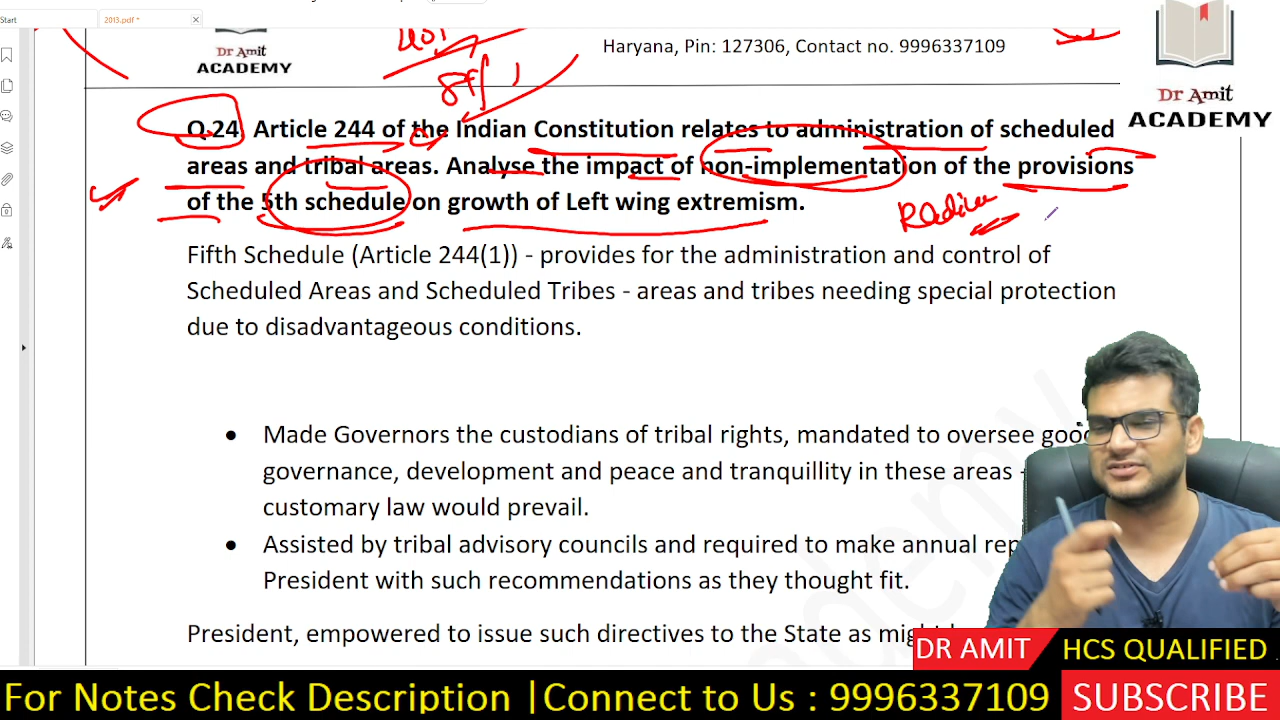 Start
2013.pdf *
Dr Amit
ACADEMY
Haryana, Pin: 127306, Contact no. 9996337109
Dr Amit
ACADEMY
Q.24. Article 244 of the Indian Constitution relates to administration of scheduled
areas and tribal areas. Analyse the impact of non-implementation of the provisions
of the 5th schedule on growth of Left wing extremism.
Fifth Schedule (Article 244(1)) - provides for the administration and control of
Scheduled Areas and Scheduled Tribes - areas and tribes needing special protection
due to disadvantageous conditions.
• Made Governors the custodians of tribal rights, mandated to oversee
governance, development and peace and tranquillity in these areas -
customary law would prevail.
• Assisted by tribal advisory councils and required to make annual
President with such recommendations as they thought fit.
President, empowered to issue such directives to the State as
DR AMIT HCS QUALIFIED
For Notes Check Description |Connect to Us : 9996337109 SUBSCRIBE